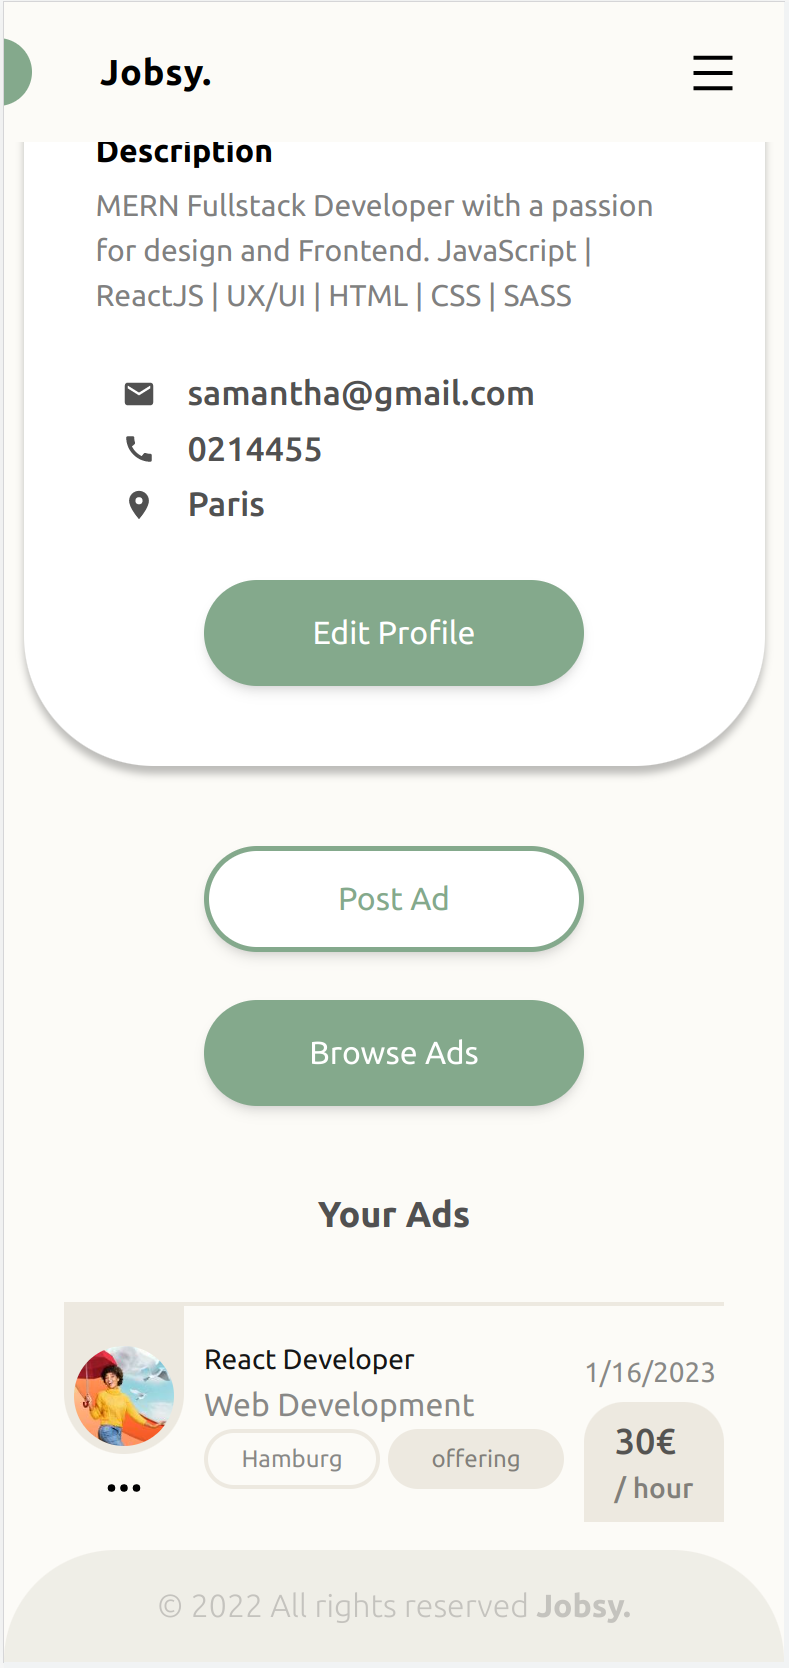 Jobsy.
Description
MERN Fullstack Developer with a passion
for design and Frontend. JavaScript |
ReactJS | UX/UI | HTML | CSS | SASS
samantha@gmail.com
0214455
Paris
Edit Profile
Post Ad
Browse Ads
Your Ads
React Developer
1/16/2023
Web Development
30€
Hamburg offering
/ hour
© 2022 All rights reserved Jobsy.